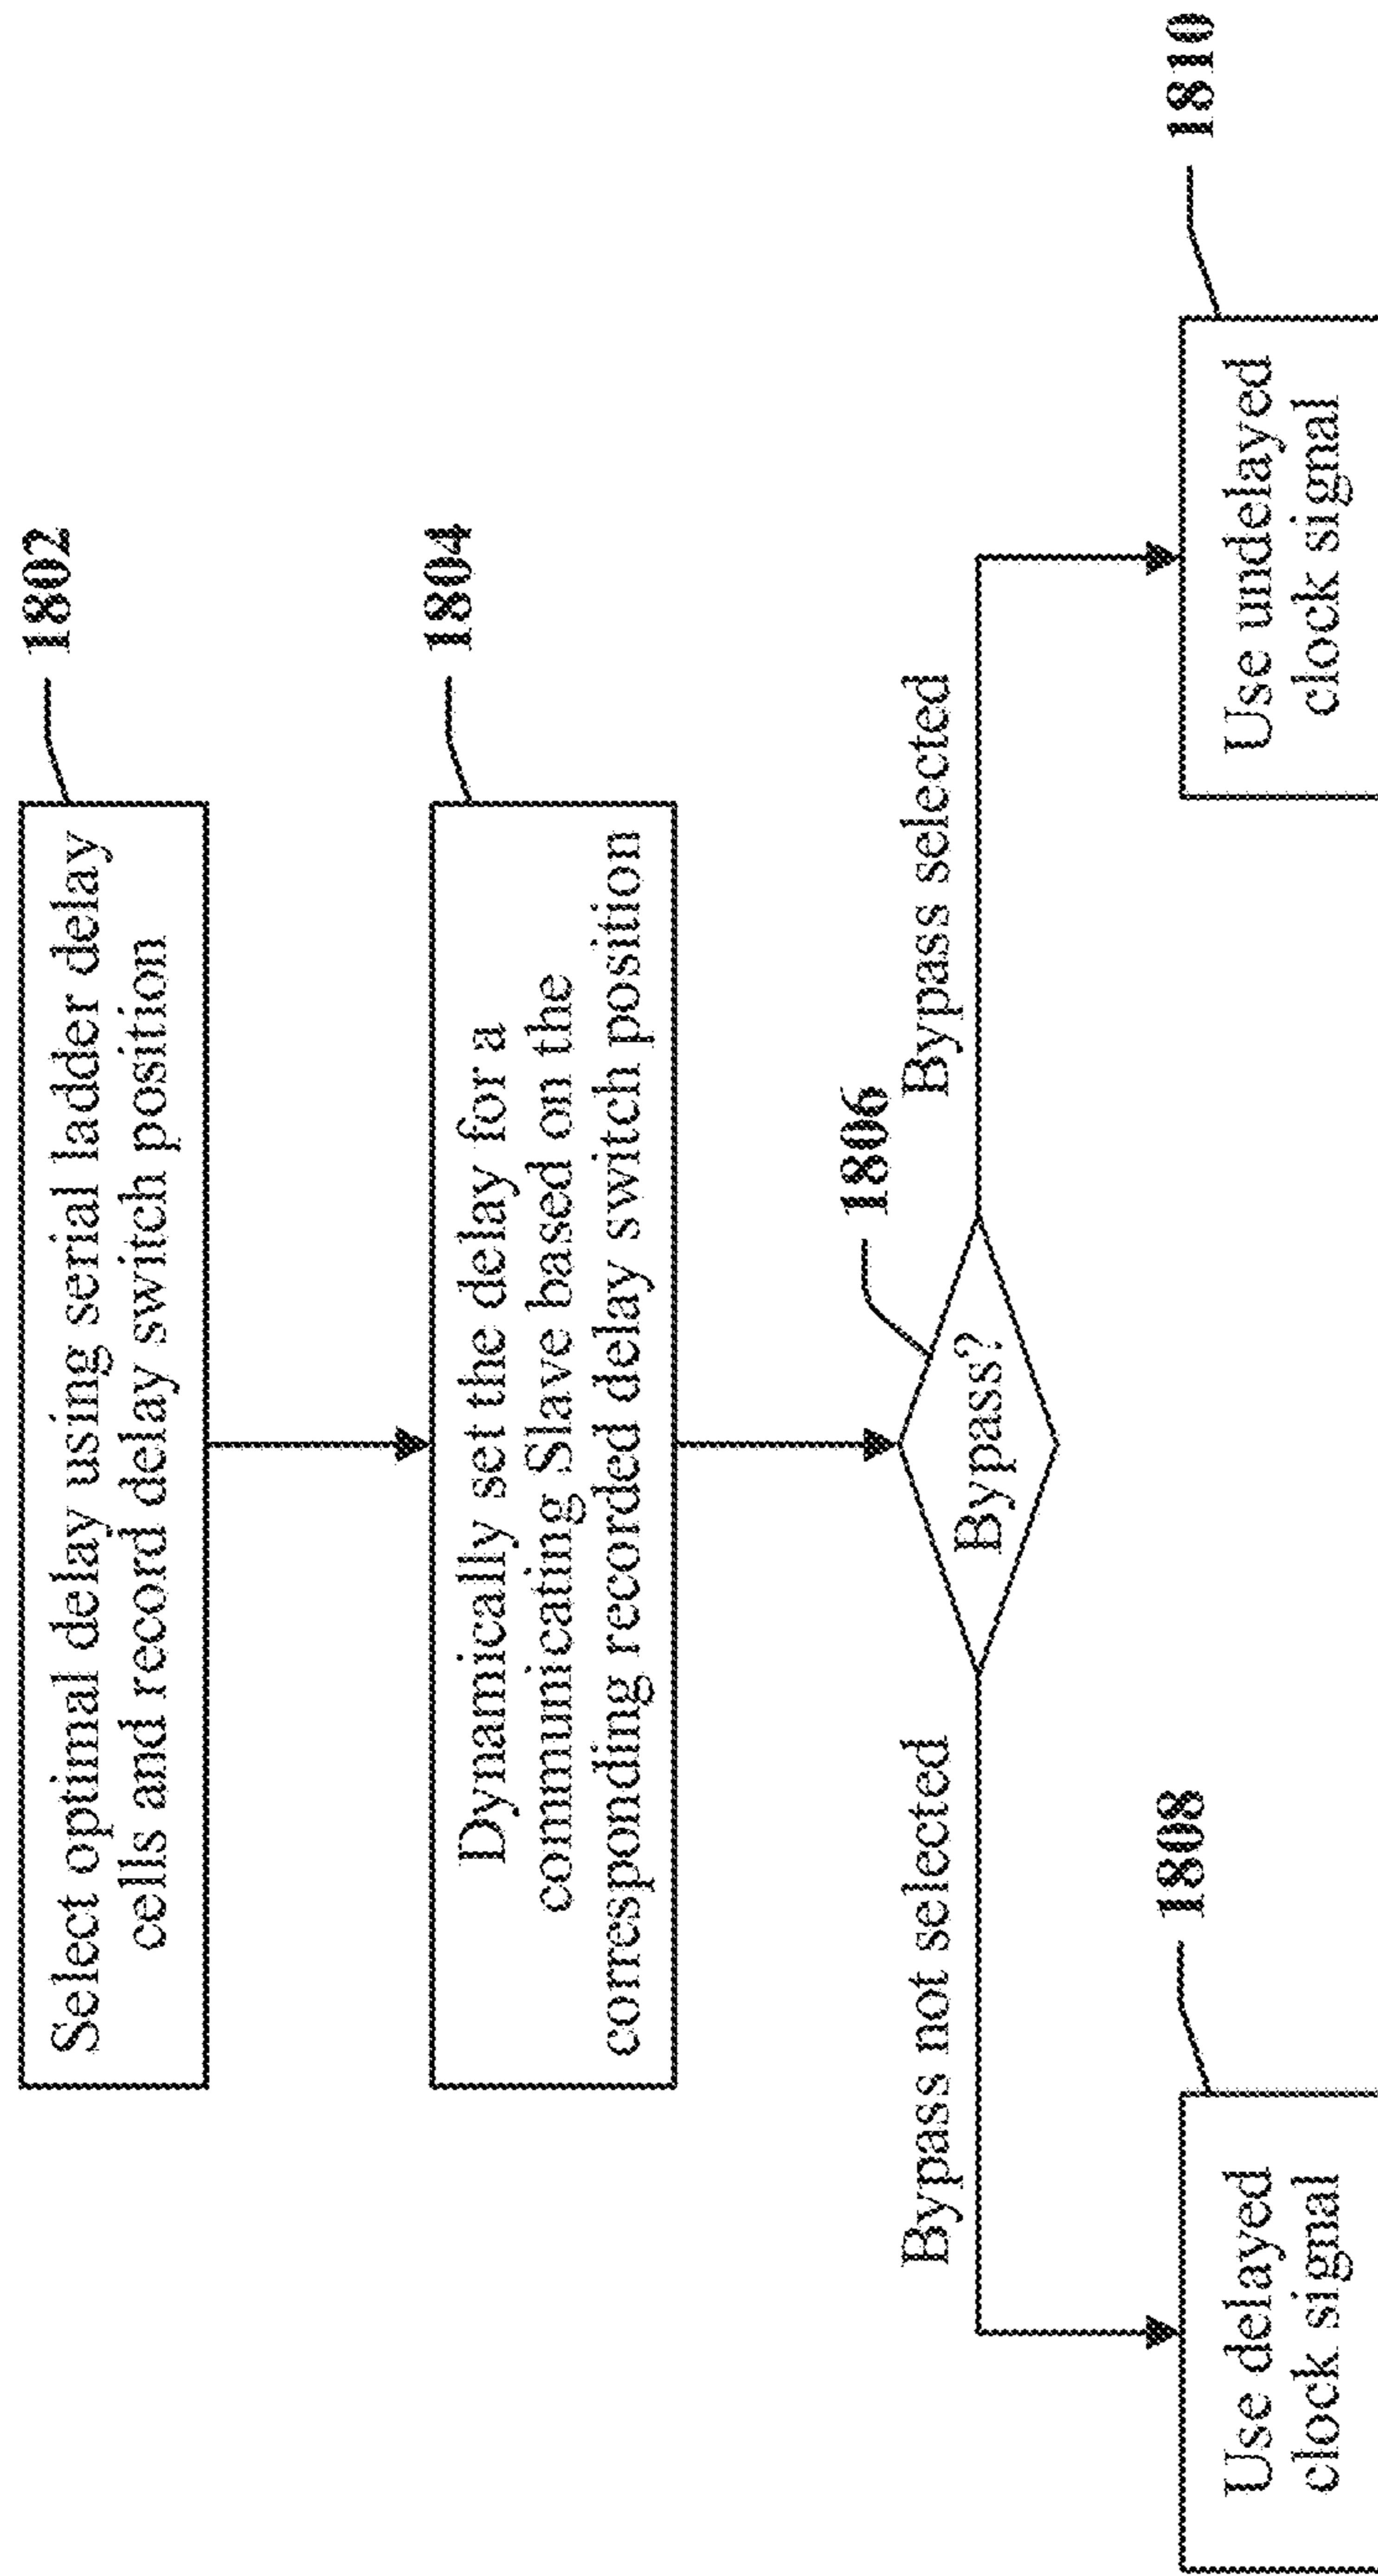 1802
Select optimal delay using serial ladder delay
cells and record delay switch position
1804
Dynamically set the delay for a
communicating Slave based on the
corresponding recorded delay switch position
1806
Bypass?
Bypass not selected
Bypass selected
1808
Use delayed
clock signal
1810
Use undelayed
clock signal